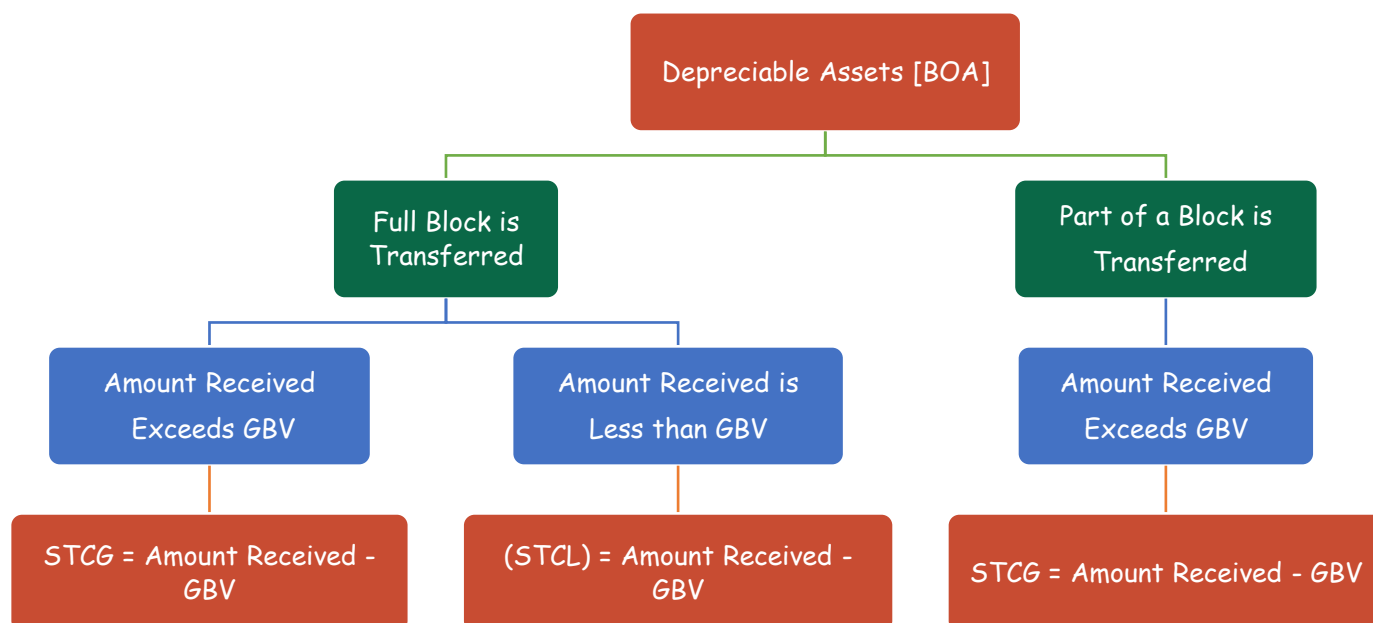 Depreciable Assets [BOA]
Full Block is
Transferred
Part of a Block is
Transferred
Amount Received
Exceeds GBV
Amount Received is
Less than GBV
Amount Received
Exceeds GBV
STCG = Amount Received -
GBV
(STCL) = Amount Received -
GBV
STCG = Amount Received - GBV